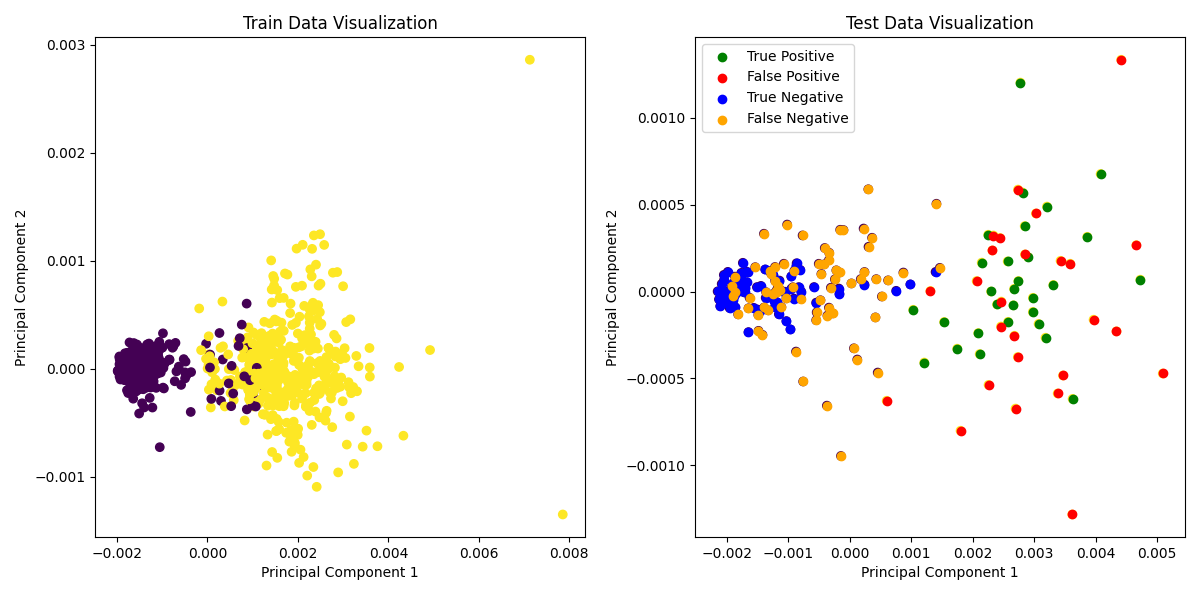 Train Data Visualization
Principal Component 2
0.003
0.002
0.001
0.000
−0.001
−0.002
0.000
0.002
0.004
0.006
0.008
Principal Component 1
Test Data Visualization
True Positive
False Positive
True Negative
False Negative
Principal Component 2
0.0010
0.0005
0.0000
−0.0005
−0.0010
−0.002
−0.001
0.000
0.001
0.002
0.003
0.004
0.005
Principal Component 1